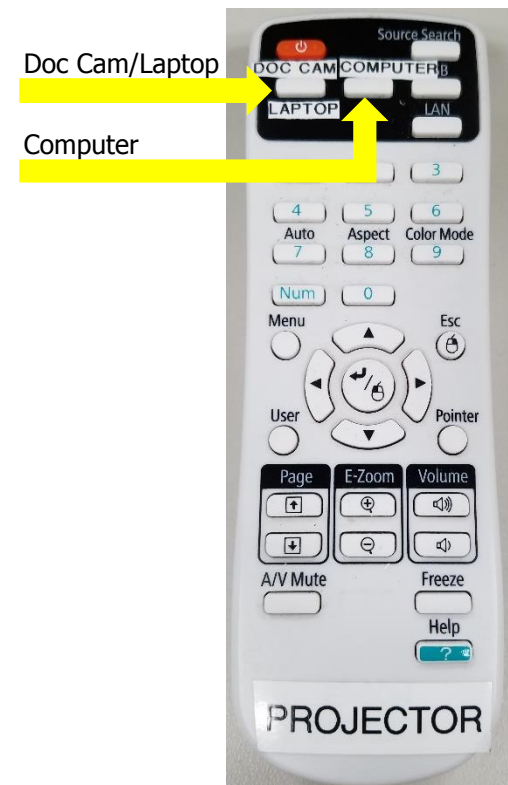 Source Search
Doc Cam/Laptop
DOC CAM COMPUTER B
LAPTOP LAN
Computer
3
4 5 6
Auto Aspect Color Mode
7 8 9
Num 0
Menu Esc
User Pointer
Page E-Zoom Volume
A/V Mute Freeze
Help
?
PROJECTOR